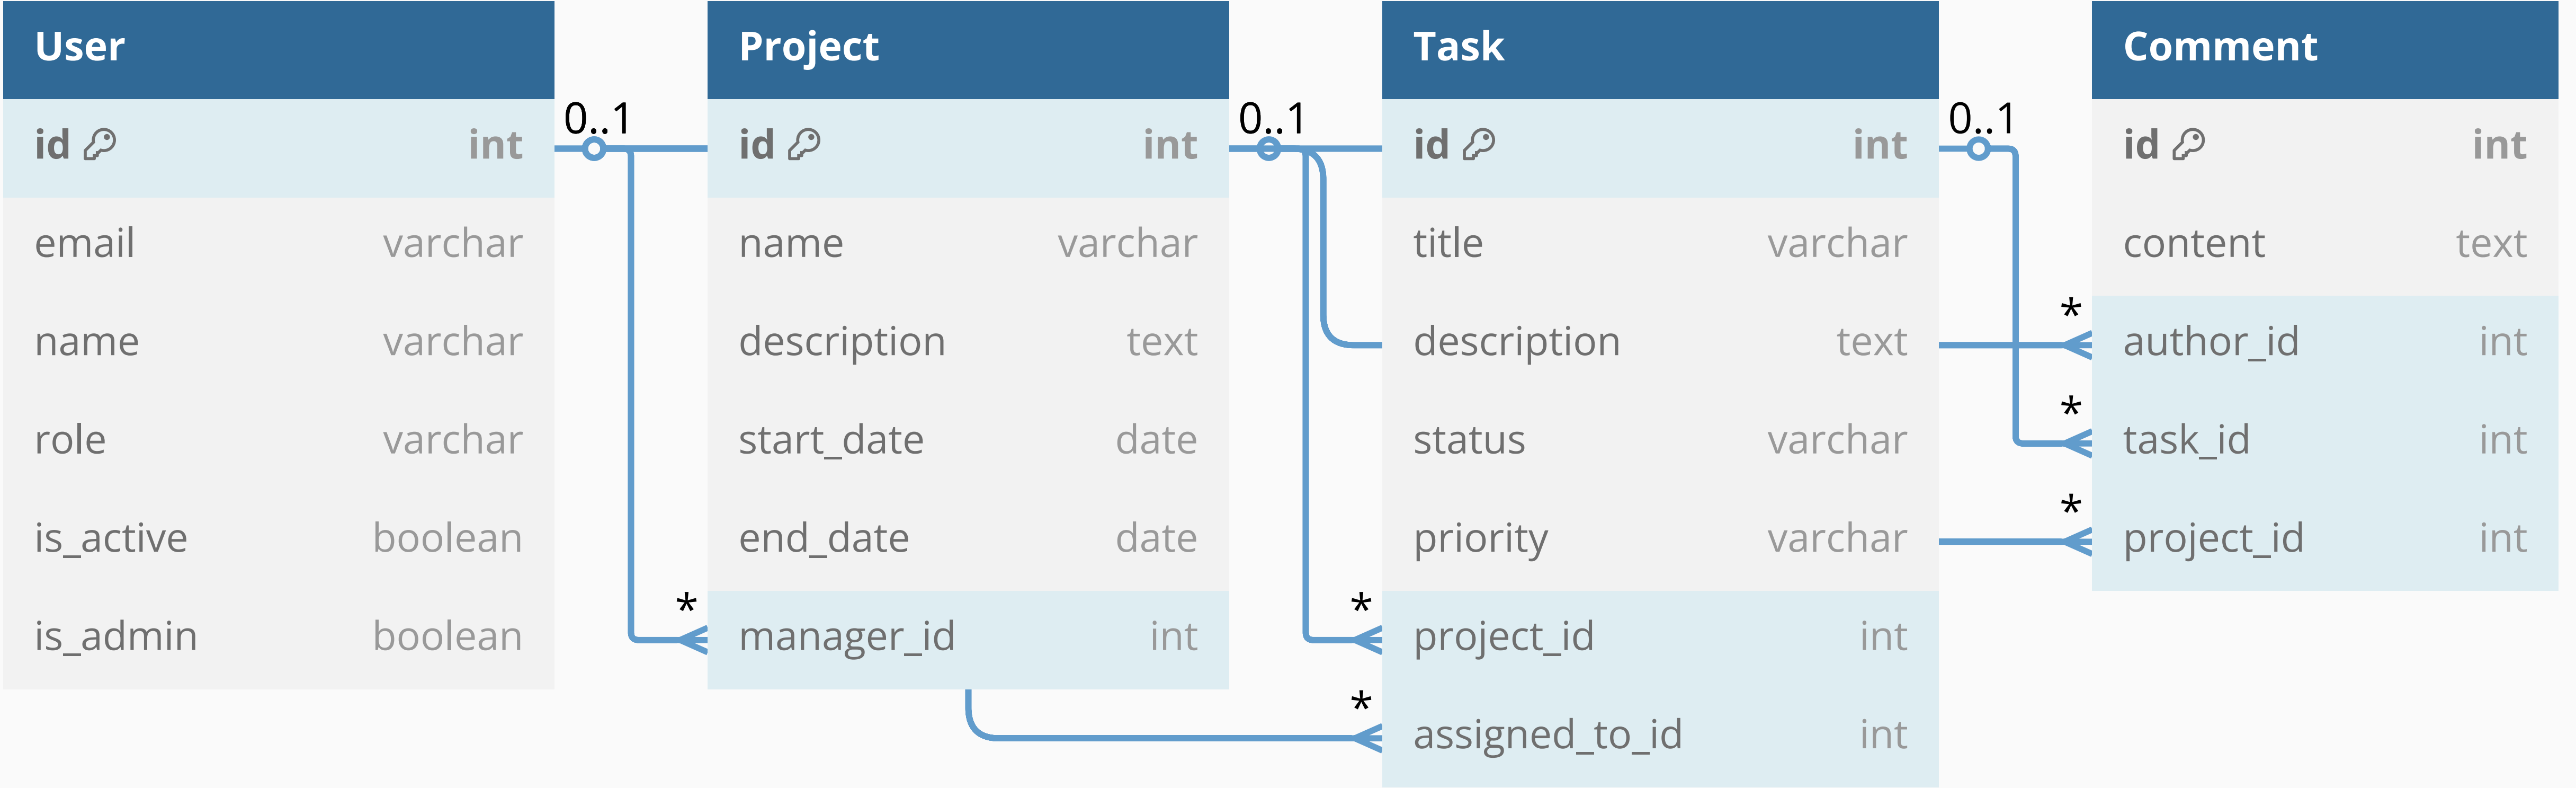 User
id int
email varchar
name varchar
role varchar
is_active boolean
is_admin boolean
0..1
*
Project
id int
name varchar
description text
start_date date
end_date date
manager_id int
0..1
*
*
Task
id int
title varchar
description text
status varchar
priority varchar
project_id int
assigned_to_id int
0..1
*
*
*
Comment
id int
content text
author_id int
task_id int
project_id int